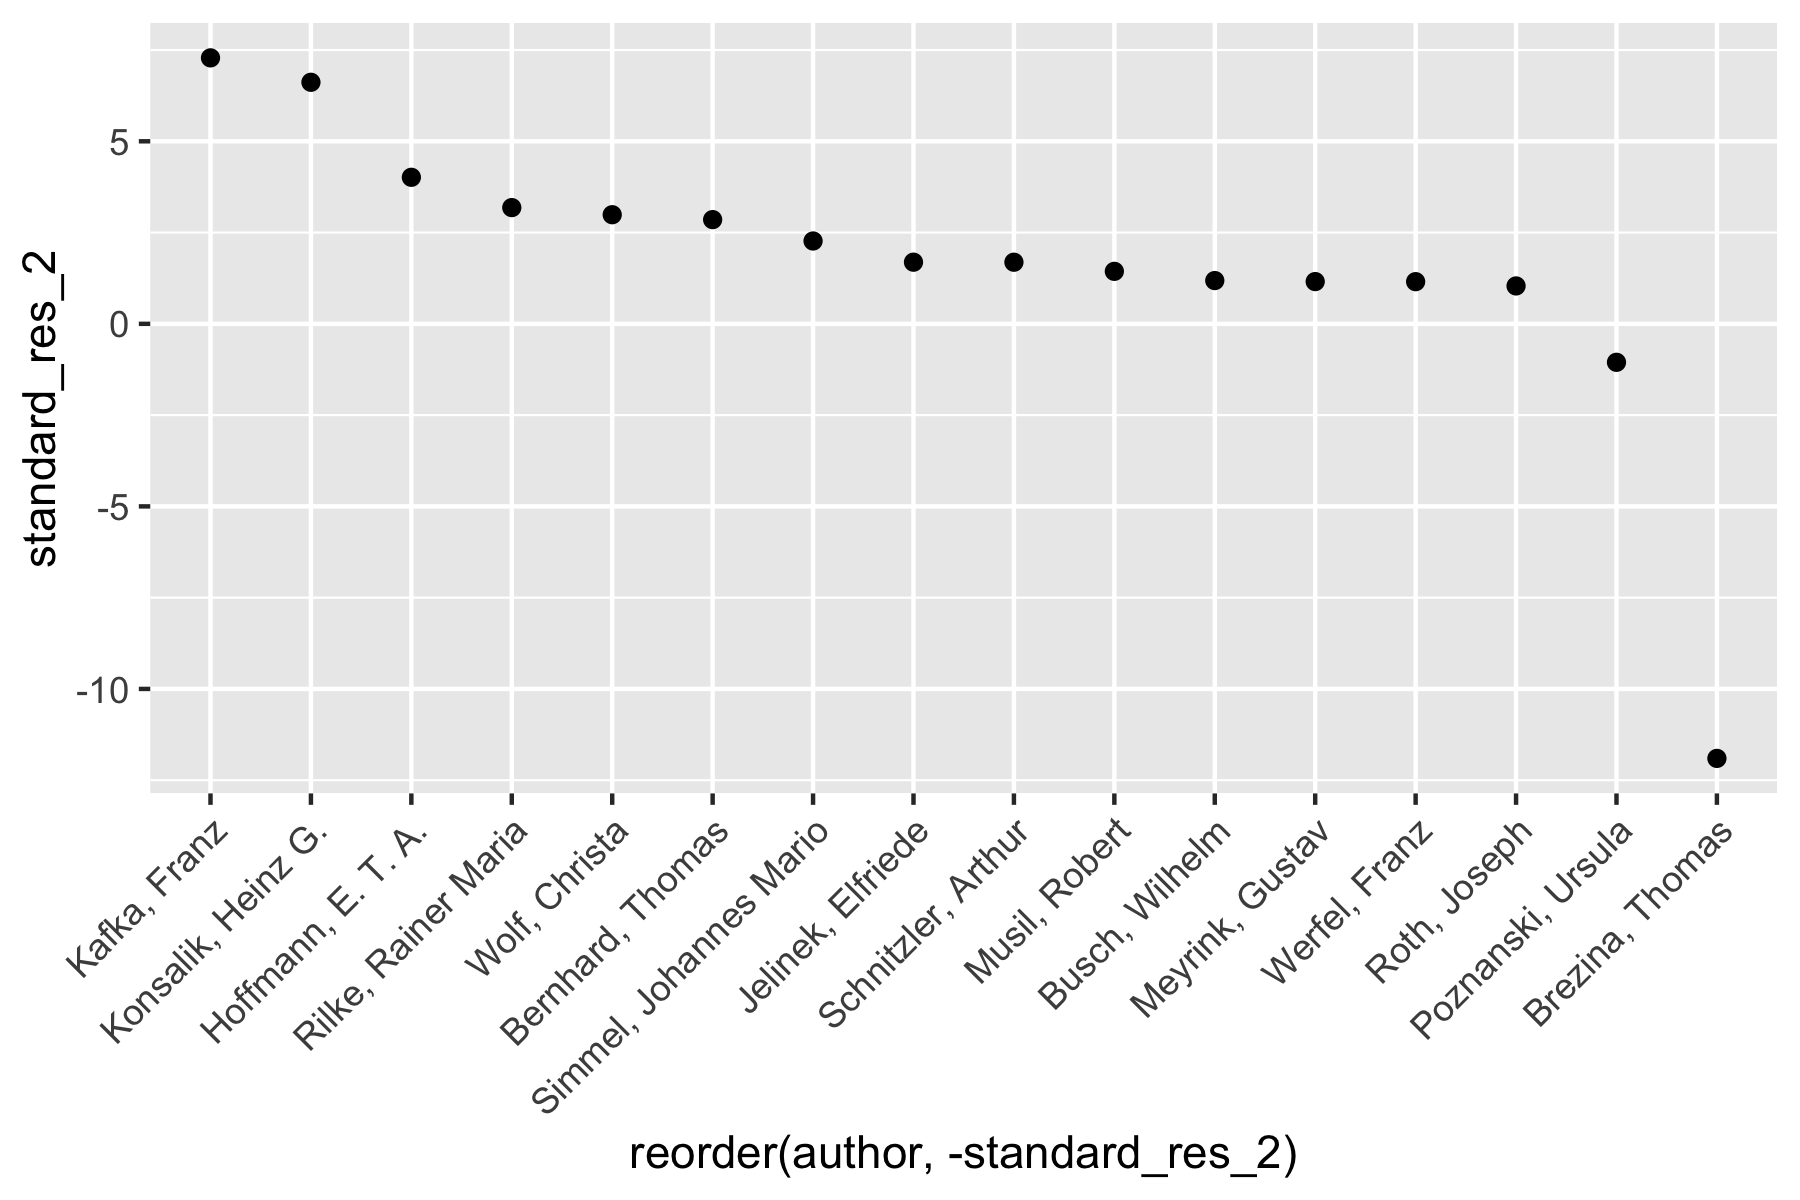 standard_res_2
5
0
-5
-10
Kafka, Franz
Konsalik, Heinz G.
Hoffmann, E. T. A.
Rilke, Rainer Maria
Wolf, Christa
Bernhard, Thomas
Simmel, Johannes Mario
Jelinek, Elfriede
Schnitzler, Arthur
Musil, Robert
Busch, Wilhelm
Meyrink, Gustav
Werfel, Franz
Roth, Joseph
Poznanski, Ursula
Brezina, Thomas
reorder(author, -standard_res_2)